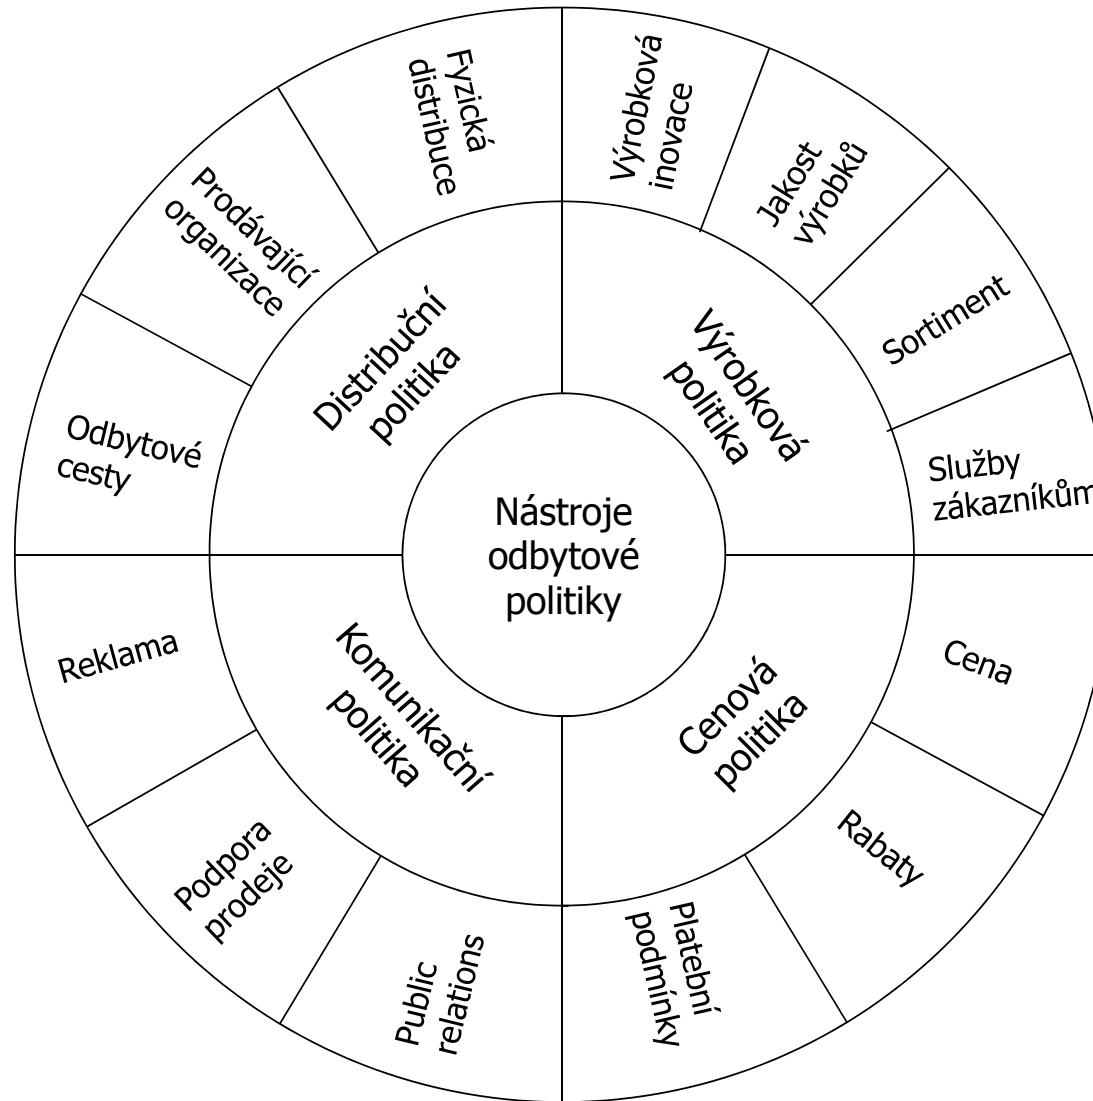 Nástroje
odbytové
politiky
Výrobková
politika
Výrobková
inovace
Jakost
výrobků
Sortiment
Služby
zákazníkům
Cenová
politika
Cena
Rabaty
Platební
podmínky
Komunikační
politika
Public
relations
Podpora
prodeje
Reklama
Distribuční
politika
Odbytové
cesty
Prodávající
organizace
Fyzická
distribuce